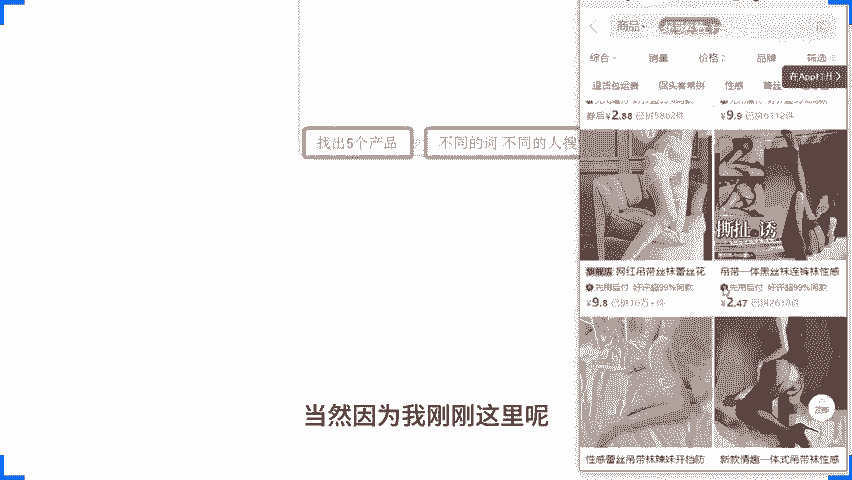 商品
综合 销量 价格 品牌 筛选
在App打开
退货包运费 回头客常拼 性感 蕾丝
券后¥2.88 已拼5862件
¥9.9 已拼6312件
找出5个产品
不同的词 不同的人搜
撕扯 诱
旗舰店 网红吊带丝袜蕾丝花
先用后付 好评超99%同款
¥9.8 已拼10万+件
吊带一体黑丝袜连裤袜性感
先用后付 好评超99%同款
¥2.47 已拼2618件
当然因为我刚刚这里呢
性感蕾丝吊带袜辣妹开档防
新款情趣一体式吊带袜性感